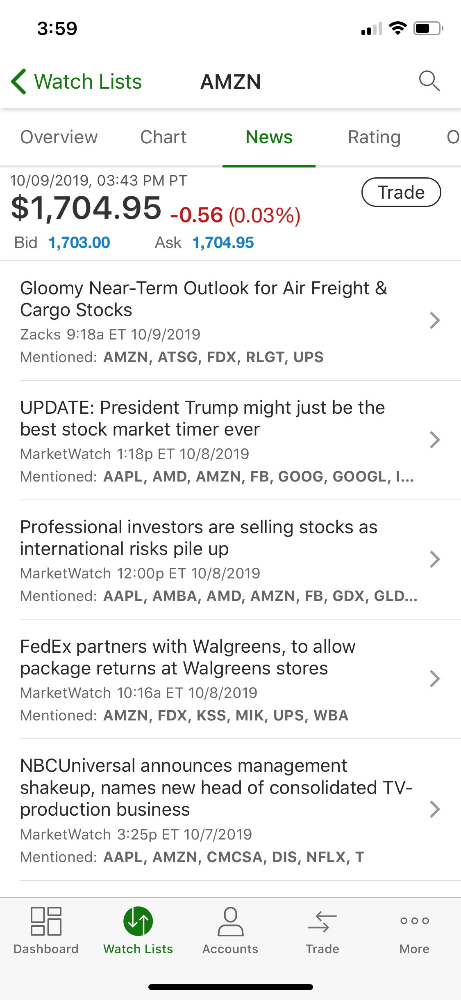 3:59
Watch Lists
AMZN
Overview
Chart
News
Rating
O
10/09/2019, 03:43 PM PT
Trade
$1,704.95 -0.56 (0.03%)
Bid 1,703.00
Ask 1,704.95
Gloomy Near-Term Outlook for Air Freight &
Cargo Stocks
Zacks 9:18a ET 10/9/2019
Mentioned: AMZN, ATSG, FDX, RLGT, UPS
UPDATE: President Trump might just be the
best stock market timer ever
MarketWatch 1:18p ET 10/8/2019
Mentioned: AAPL, AMD, AMZN, FB, GOOG, GOOGL, I...
Professional investors are selling stocks as
international risks pile up
MarketWatch 12:00p ET 10/8/2019
Mentioned: AAPL, AMBA, AMD, AMZN, FB, GDX, GLD...
FedEx partners with Walgreens, to allow
package returns at Walgreens stores
MarketWatch 10:16a ET 10/8/2019
Mentioned: AMZN, FDX, KSS, MIK, UPS, WBA
NBCUniversal announces management
shakeup, names new head of consolidated TV-
production business
MarketWatch 3:25p ET 10/7/2019
Mentioned: AAPL, AMZN, CMCSA, DIS, NFLX, T
Dashboard
Watch Lists
Accounts
Trade
More